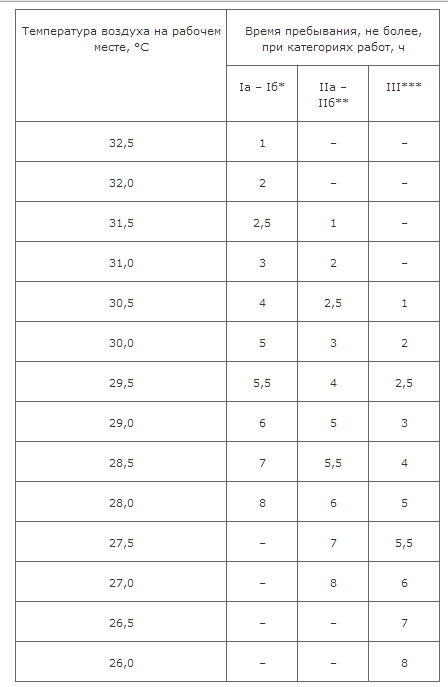 Температура воздуха на рабочем
месте, °С
Время пребывания, не более,
при категориях работ, ч
Iа – Iб*
IIа –
IIб**
III***
32,5 1 – –
32,0 2 – –
31,5 2,5 1 –
31,0 3 2 –
30,5 4 2,5 1
30,0 5 3 2
29,5 5,5 4 2,5
29,0 6 5 3
28,5 7 5,5 4
28,0 8 6 5
27,5 – 7 5,5
27,0 – 8 6
26,5 – – 7
26,0 – – 8